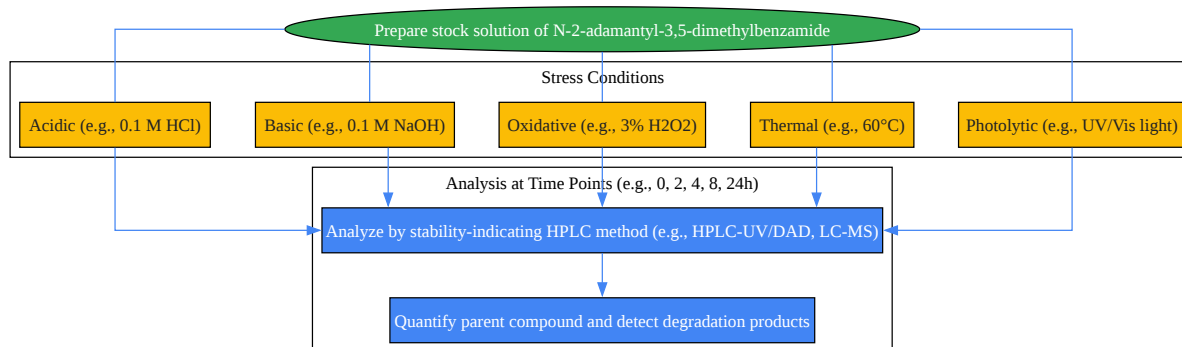 Prepare stock solution of N-2-adamantyl-3,5-dimethylbenzamide
Stress Conditions
Acidic (e.g., 0.1 M HCl)
Basic (e.g., 0.1 M NaOH)
Oxidative (e.g., 3% H2O2)
Thermal (e.g., 60°C)
Photolytic (e.g., UV/Vis light)
Analysis at Time Points (e.g., 0, 2, 4, 8, 24h)
Analyze by stability-indicating HPLC method (e.g., HPLC-UV/DAD, LC-MS)
Quantify parent compound and detect degradation products